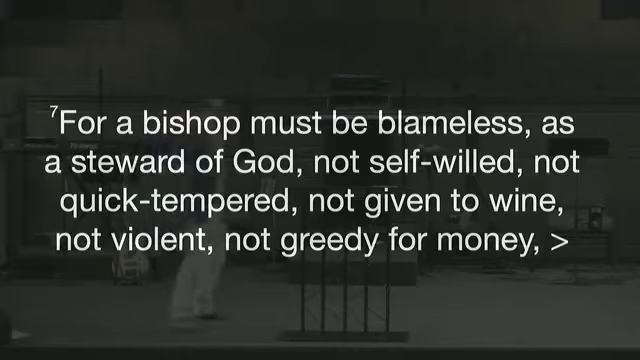 7For a bishop must be blameless, as
a steward of God, not self-willed, not
quick-tempered, not given to wine,
not violent, not greedy for money, >